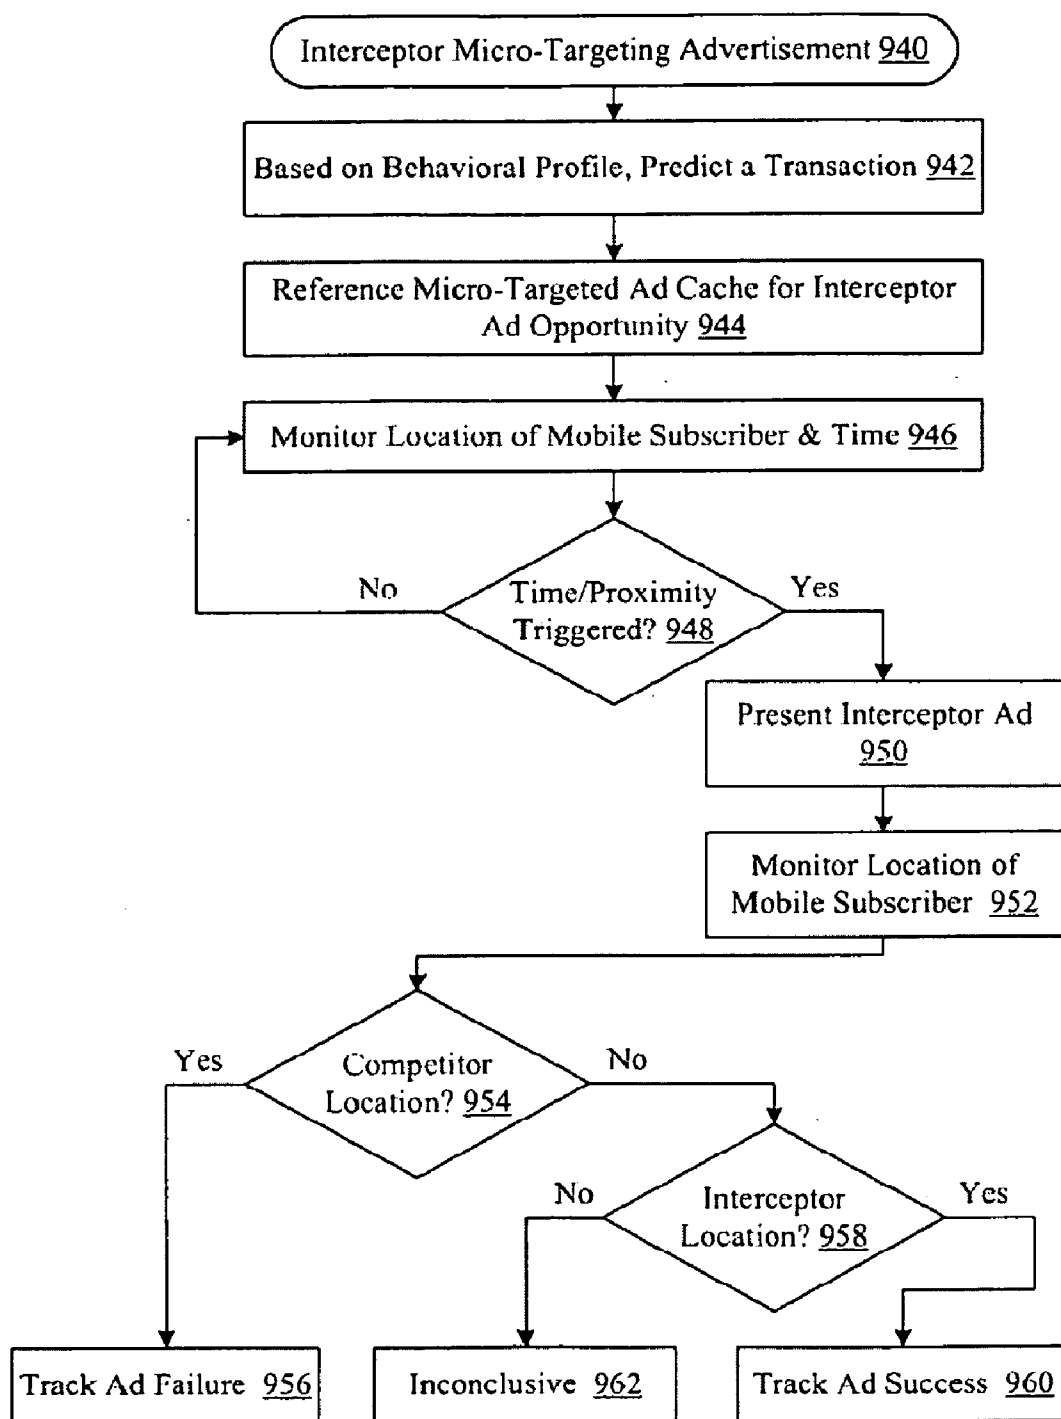 Interceptor Micro-Targeting Advertisement 940
Based on Behavioral Profile, Predict a Transaction 942
Reference Micro-Targeted Ad Cache for Interceptor
Ad Opportunity 944
Monitor Location of Mobile Subscriber & Time 946
No
Time/Proximity
Triggered? 948
Yes
Present Interceptor Ad
950
Monitor Location of
Mobile Subscriber 952
Yes
Competitor
Location? 954
No
No
Interceptor
Location? 958
Yes
Track Ad Failure 956
Inconclusive 962
Track Ad Success 960